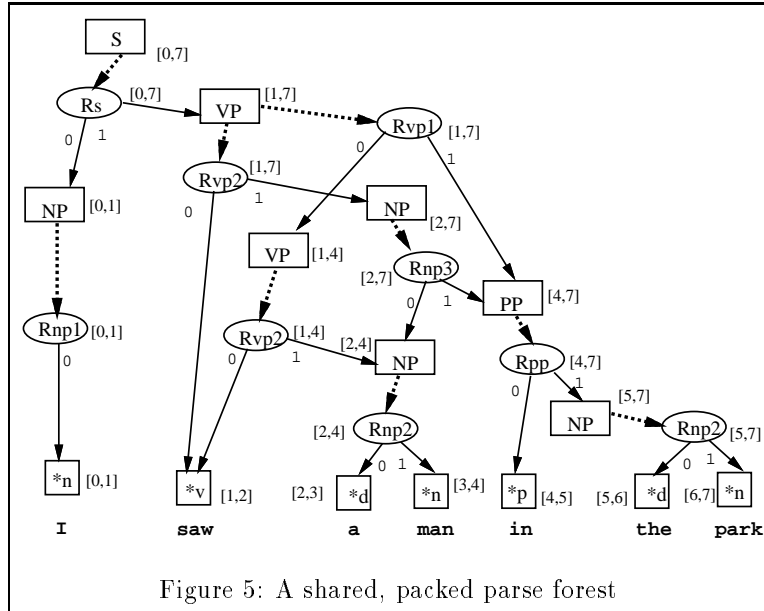 S [0,7]
Rs [0,7] VP [1,7] Rvp1 [1,7]
0 1 0 1
Rvp2 [1,7]
0 1
NP [0,1] NP [2,7]
VP [1,4] Rnp3 [2,7] PP [4,7]
0 1
Rnp1 [0,1] Rvp2 [1,4] NP [2,4] Rpp [4,7]
0 0 1 0 1
NP [5,7]
Rnp2 [2,4] Rnp2 [5,7]
0 1 0 1
*n [0,1] *v [1,2] [2,3] *d *n [3,4] *p [4,5] [5,6] *d [6,7] *n
I saw a man in the park
Figure 5: A shared, packed parse forest